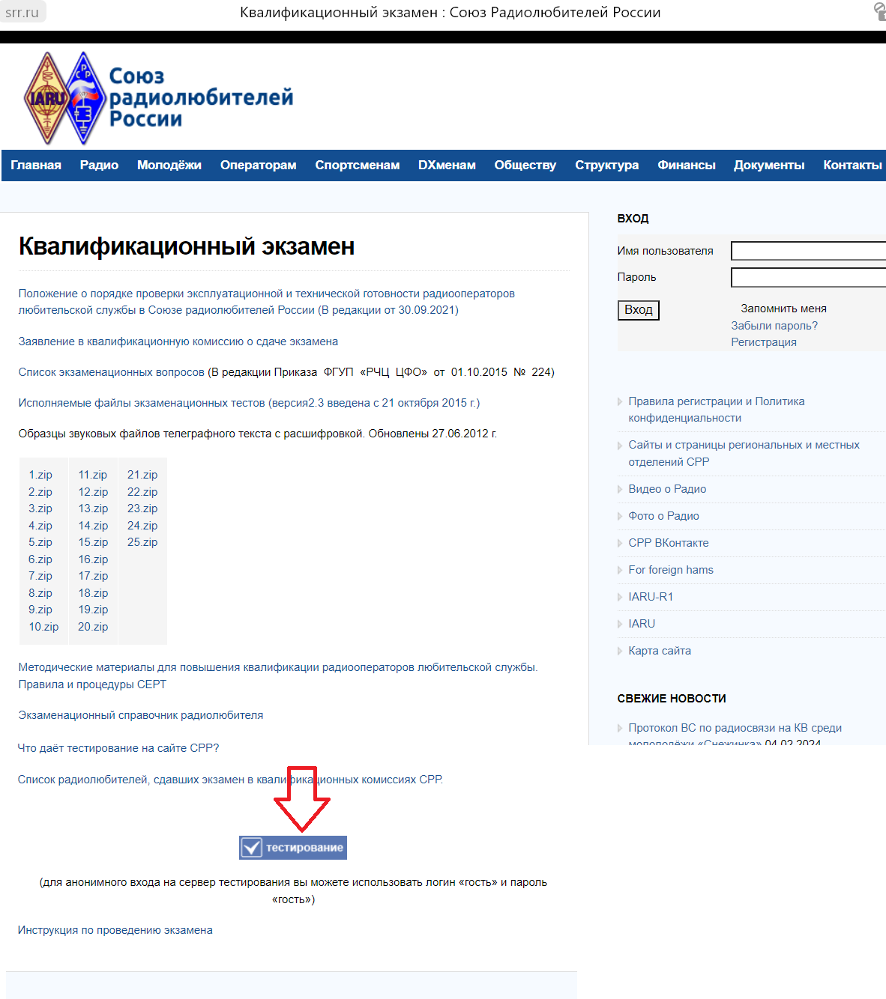 srr.ru
Квалификационный экзамен : Союз Радиолюбителей России
IARU
СРР
Союз
радиолюбителей
России
Главная Радио Молодёжи Операторам Спортсменам DXменам Обществу Структура Финансы Документы Контакты
Квалификационный экзамен
Положение о порядке проверки эксплуатационной и технической готовности радиооператоров
любительской службы в Союзе радиолюбителей России (В редакции от 30.09.2021)
Заявление в квалификационную комиссию о сдаче экзамена
Список экзаменационных вопросов (В редакции Приказа ФГУП «РЧЦ ЦФО» от 01.10.2015 № 224)
Исполняемые файлы экзаменационных тестов (версия2.3 введена с 21 октября 2015 г.)
Образцы звуковых файлов телеграфного текста с расшифровкой. Обновлены 27.06.2012 г.
1.zip 11.zip 21.zip
2.zip 12.zip 22.zip
3.zip 13.zip 23.zip
4.zip 14.zip 24.zip
5.zip 15.zip 25.zip
6.zip 16.zip
7.zip 17.zip
8.zip 18.zip
9.zip 19.zip
10.zip 20.zip
Методические материалы для повышения квалификации радиооператоров любительской службы.
Правила и процедуры СЕРТ
Экзаменационный справочник радиолюбителя
Что даёт тестирование на сайте СРР?
Список радиолюбителей, сдавших экзамен в квалификационных комиссиях СРР.
тестирование
(для анонимного входа на сервер тестирования вы можете использовать логин «гость» и пароль
«гость»)
Инструкция по проведению экзамена
ВХОД
Имя пользователя
Пароль
Вход
Запомнить меня
Забыли пароль?
Регистрация
Правила регистрации и Политика
конфиденциальности
Сайты и страницы региональных и местных
отделений СРР
Видео о Радио
Фото о Радио
СРР ВКонтакте
For foreign hams
IARU-R1
IARU
Карта сайта
СВЕЖИЕ НОВОСТИ
Протокол ВС по радиосвязи на КВ среди
молодёжи «Снежинка» 04.02.2024